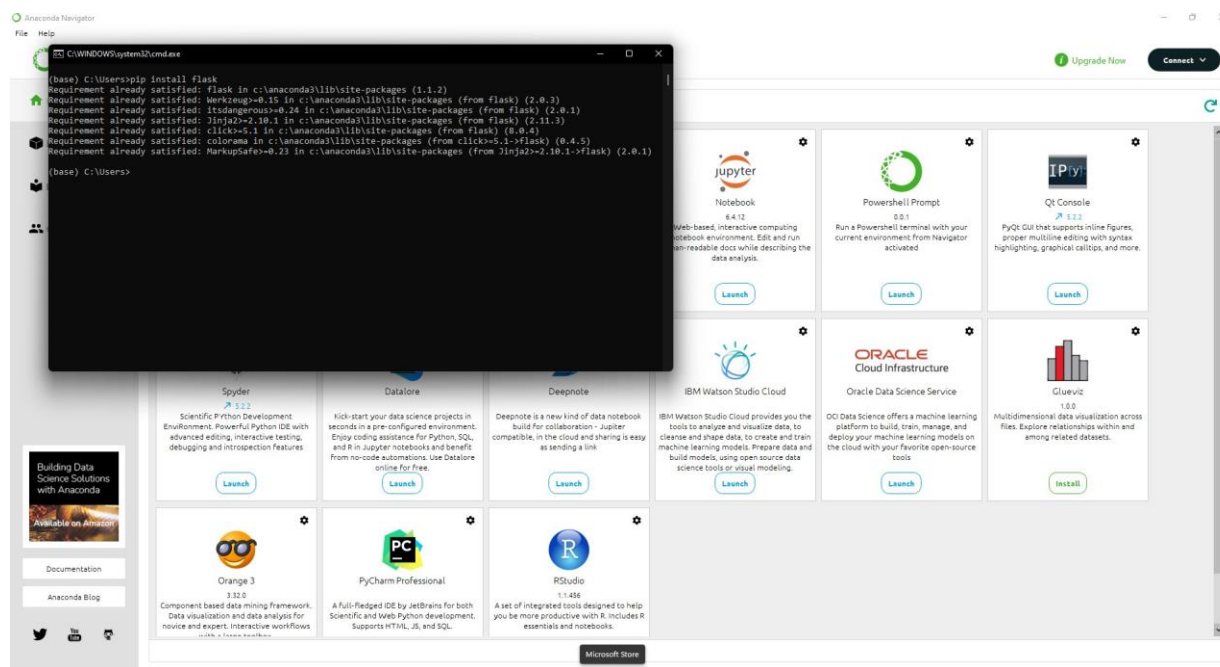 Anaconda Navigator
File Help
Upgrade Now
Connect
C:\WINDOWS\system32\cmd.exe
(base) C:\Users>pip install flask
Requirement already satisfied: flask in c:\anaconda3\lib\site-packages (1.1.2)
Requirement already satisfied: Werkzeug>=0.15 in c:\anaconda3\lib\site-packages (from flask) (2.0.3)
Requirement already satisfied: itsdangerous>=0.24 in c:\anaconda3\lib\site-packages (from flask) (2.0.1)
Requirement already satisfied: Jinja2>=2.10.1 in c:\anaconda3\lib\site-packages (from flask) (2.11.3)
Requirement already satisfied: click>=5.1 in c:\anaconda3\lib\site-packages (from flask) (8.0.4)
Requirement already satisfied: colorama in c:\anaconda3\lib\site-packages (from click>=5.1->flask) (0.4.5)
Requirement already satisfied: MarkupSafe>=0.23 in c:\anaconda3\lib\site-packages (from Jinja2>=2.10.1->flask) (2.0.1)
(base) C:\Users>
jupyter
Notebook
6.4.12
Web-based, interactive computing
notebook environment. Edit and run
human-readable docs while describing the
data analysis.
Launch
Powershell Prompt
0.0.1
Run a Powershell terminal with your
current environment from Navigator
activated
Launch
IP[y]:
Qt Console
5.2.2
PyQt GUI that supports inline figures,
proper multiline editing with syntax
highlighting, graphical calltips, and more.
Launch
Spyder
5.2.2
Scientific PYthon Development
EnviRonment. Powerful Python IDE with
advanced editing, interactive testing,
debugging and introspection features
Launch
Datalore
Kick-start your data science projects in
seconds in a pre-configured environment.
Enjoy coding assistance for Python, SQL,
and R in Jupyter notebooks and benefit
from no-code automations. Use Datalore
online for free.
Launch
Deepnote
Deepnote is a new kind of data notebook
build for collaboration - Jupiter
compatible, in the cloud and sharing is easy
as sending a link
Launch
IBM Watson Studio Cloud
IBM Watson Studio Cloud provides you the
tools to analyze and visualize data, to
cleanse and shape data, to create and train
machine learning models. Prepare data and
build models, using open source data
science tools or visual modeling.
Launch
ORACLE
Cloud Infrastructure
Oracle Data Science Service
OCI Data Science offers a machine learning
platform to build, train, manage, and
deploy your machine learning models on
the cloud with your favorite open-source
tools
Launch
Glueviz
1.0.0
Multidimensional data visualization across
files. Explore relationships within and
among related datasets.
Install
Building Data
Science Solutions
with Anaconda
Available on Amazon
Documentation
Anaconda Blog
You
Tube
Orange 3
3.32.0
Component based data mining framework.
Data visualization and data analysis for
novice and expert. Interactive workflows
with a large toolbox.
PC
PyCharm Professional
A full-fledged IDE by JetBrains for both
Scientific and Web Python development.
Supports HTML, JS, and SQL.
R
RStudio
1.1.456
A set of integrated tools designed to help
you be more productive with R. Includes R
essentials and notebooks.
Microsoft Store